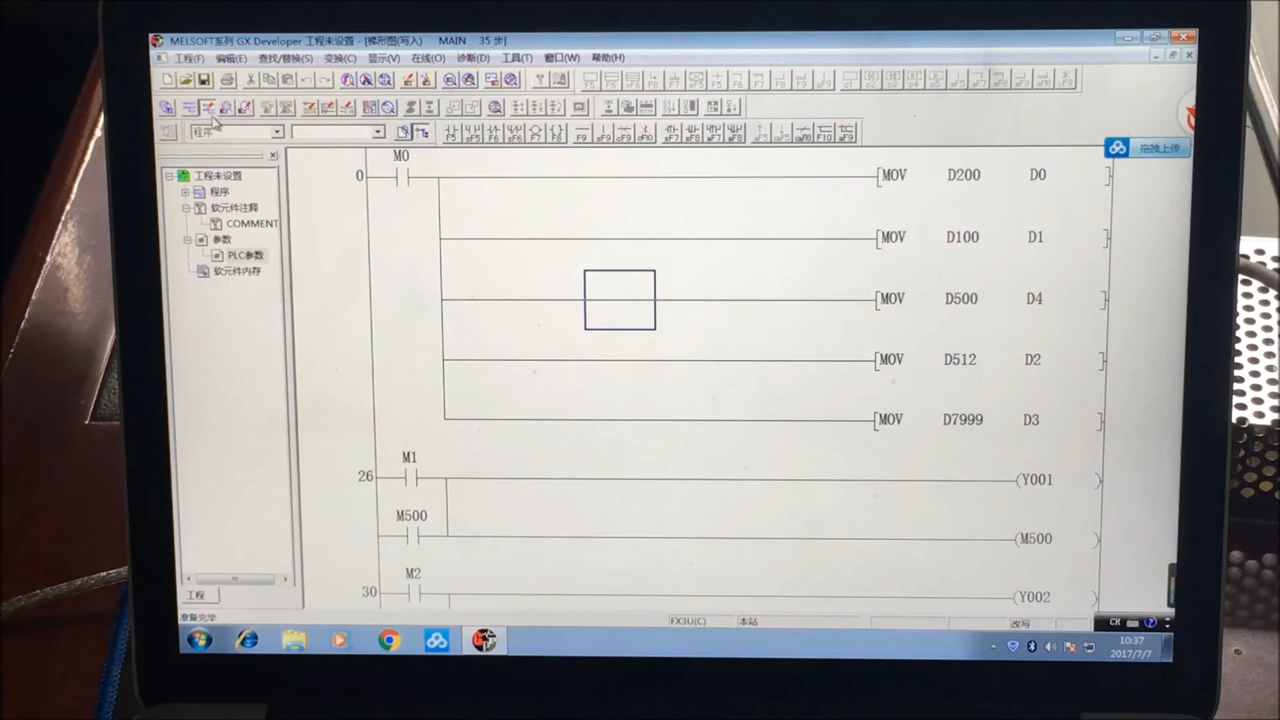 MELSOFT系列 GX Developer 工程未设置 - [梯形图(写入) MAIN 35 步]
工程(F) 编辑(E) 查找/替换(S) 变换(C) 显示(V) 在线(O) 诊断(D) 工具(T) 窗口(W) 帮助(H)
程序
拖拽上传
工程未设置
程序
软元件注释
COMMENT
参数
PLC参数
软元件内存
工程
M0
0 [MOV D200 D0 ]
[MOV D100 D1 ]
[MOV D500 D4 ]
[MOV D512 D2 ]
[MOV D7999 D3 ]
M1
26 (Y001 )
M500
(M500 )
M2
30 (Y002 )
准备完毕 FX3U(C) 本站 改写
CH
10:37
2017/7/7